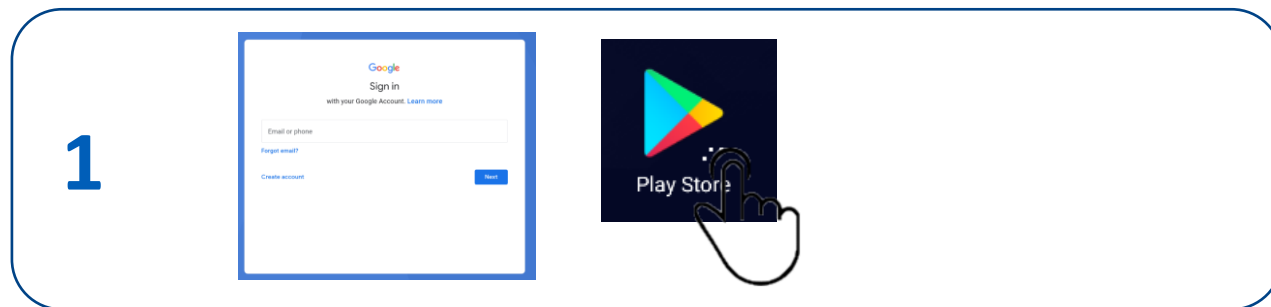 1
Google
Sign in
with your Google Account. Learn more
Email or phone
Forgot email?
Create account
Next
Play Store